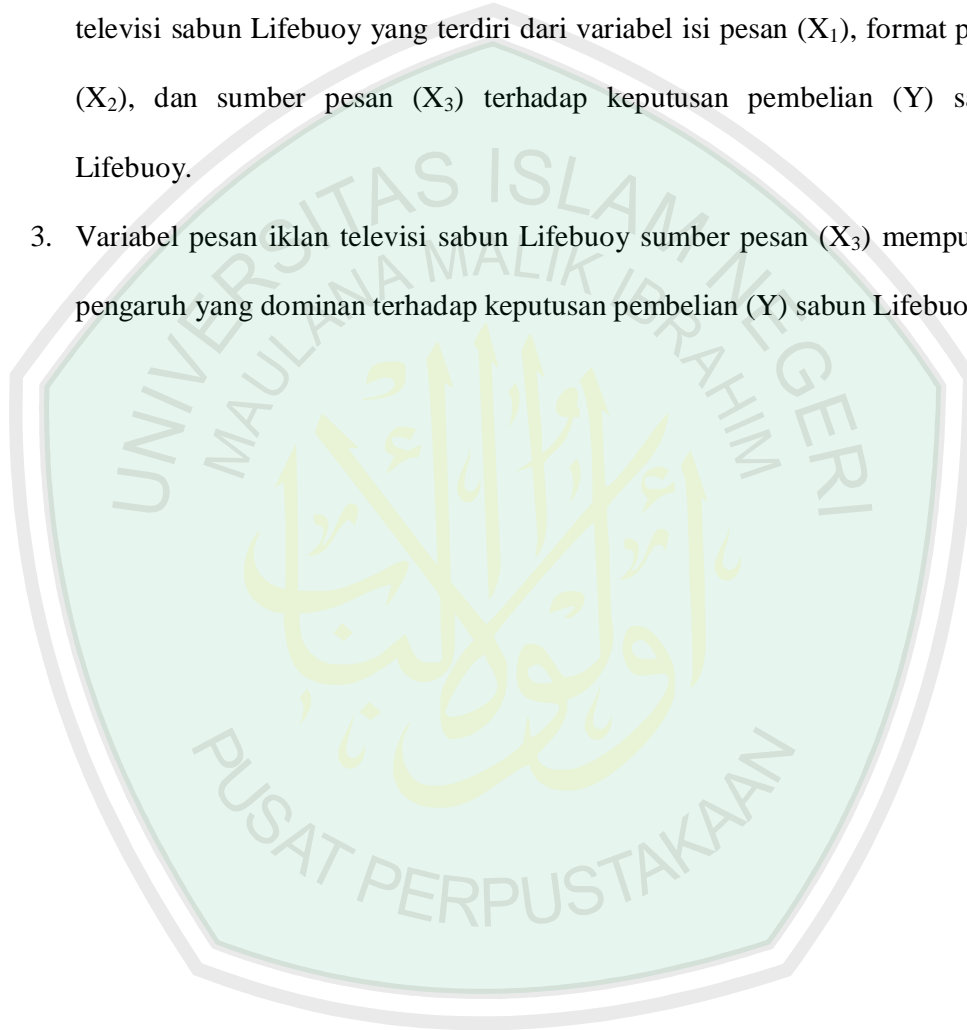 televisi sabun Lifebuoy yang terdiri dari variabel isi pesan (X₁), format p
(X₂), dan sumber pesan (X₃) terhadap keputusan pembelian (Y) sa
Lifebuoy.
3. Variabel pesan iklan televisi sabun Lifebuoy sumber pesan (X₃) mempu
pengaruh yang dominan terhadap keputusan pembelian (Y) sabun Lifebuo
UNIVERSITAS ISLAM NEGERI
MAULANA MALIK IBRAHIM
PUSAT PERPUSTAKAAN